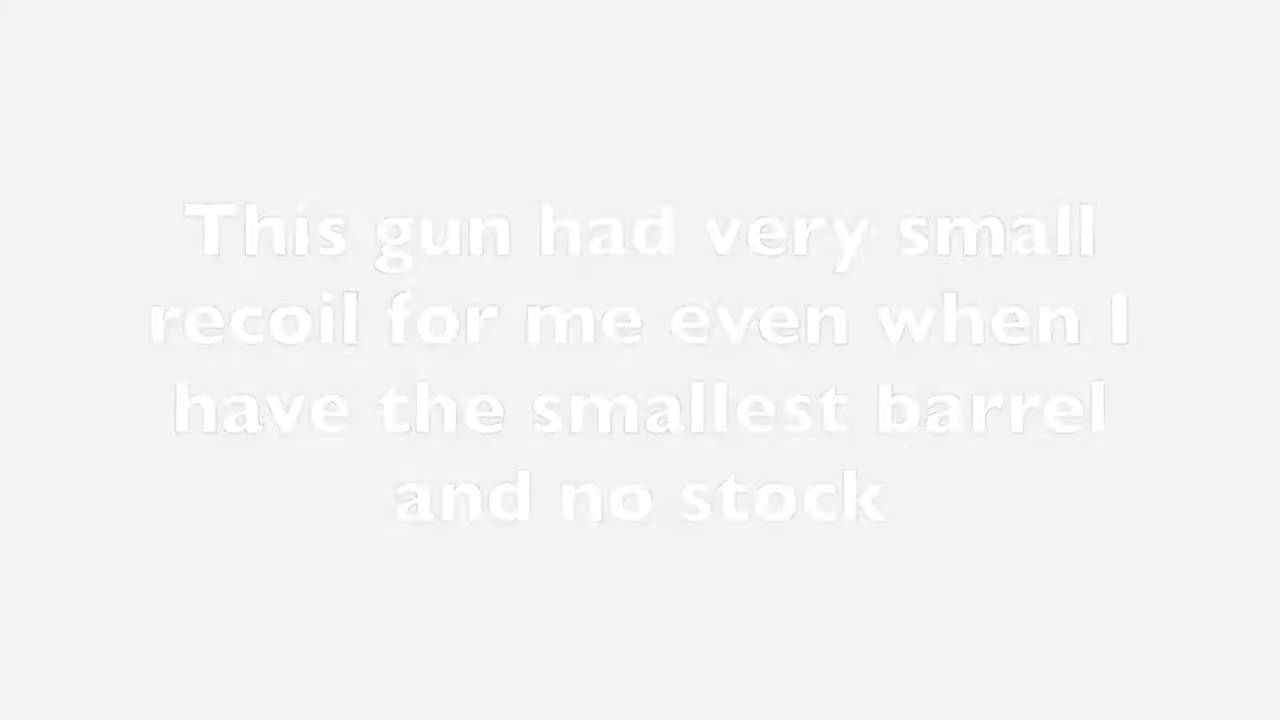 This gun had very small
recoil for me even when I
have the smallest barrel
and no stock